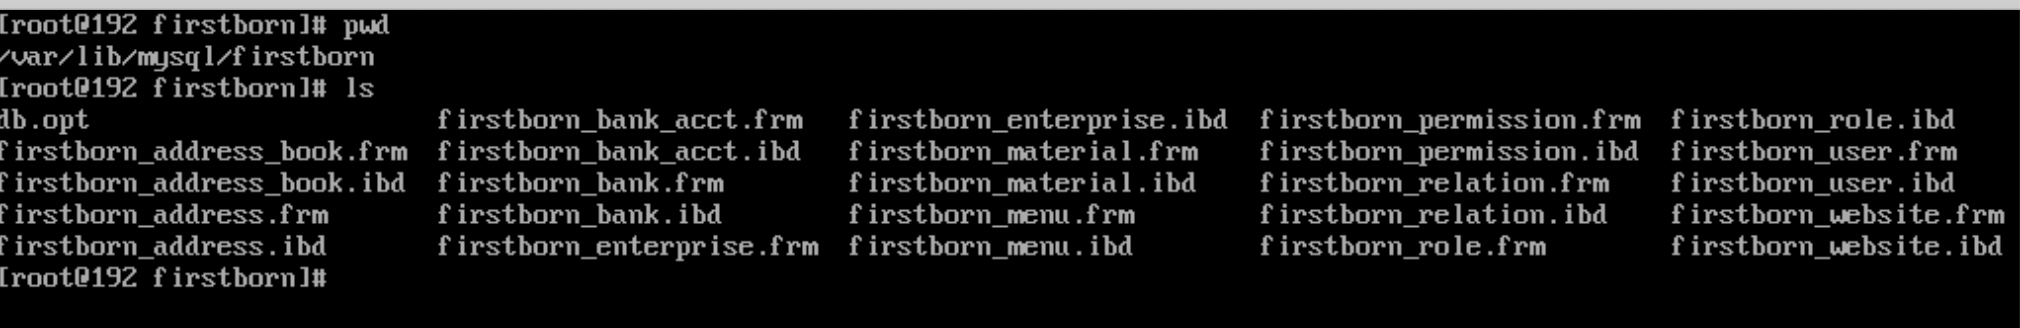 [root@192 firstborn]# pwd
/var/lib/mysql/firstborn
[root@192 firstborn]# ls
db.opt firstborn_bank_acct.frm firstborn_enterprise.ibd firstborn_permission.frm firstborn_role.ibd
firstborn_address_book.frm firstborn_bank_acct.ibd firstborn_material.frm firstborn_permission.ibd firstborn_user.frm
firstborn_address_book.ibd firstborn_bank.frm firstborn_material.ibd firstborn_relation.frm firstborn_user.ibd
firstborn_address.frm firstborn_bank.ibd firstborn_menu.frm firstborn_relation.ibd firstborn_website.frm
firstborn_address.ibd firstborn_enterprise.frm firstborn_menu.ibd firstborn_role.frm firstborn_website.ibd
[root@192 firstborn]#